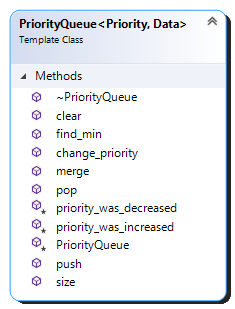 PriorityQueue<Priority, Data>
Template Class
Methods
~PriorityQueue
clear
find_min
change_priority
merge
pop
priority_was_decreased
priority_was_increased
PriorityQueue
push
size